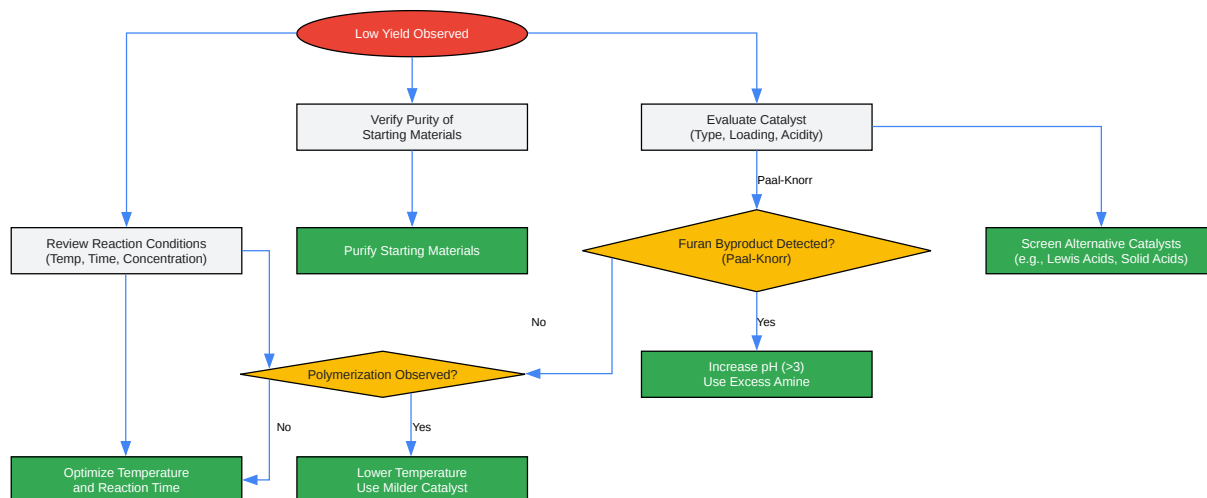 Low Yield Observed
Verify Purity of
Starting Materials
Evaluate Catalyst
(Type, Loading, Acidity)
Paal-Knorr
Review Reaction Conditions
(Temp, Time, Concentration)
Purify Starting Materials
Furan Byproduct Detected?
(Paal-Knorr)
Screen Alternative Catalysts
(e.g., Lewis Acids, Solid Acids)
No
Yes
Polymerization Observed?
Increase pH (>3)
Use Excess Amine
No
Yes
Optimize Temperature
and Reaction Time
Lower Temperature
Use Milder Catalyst